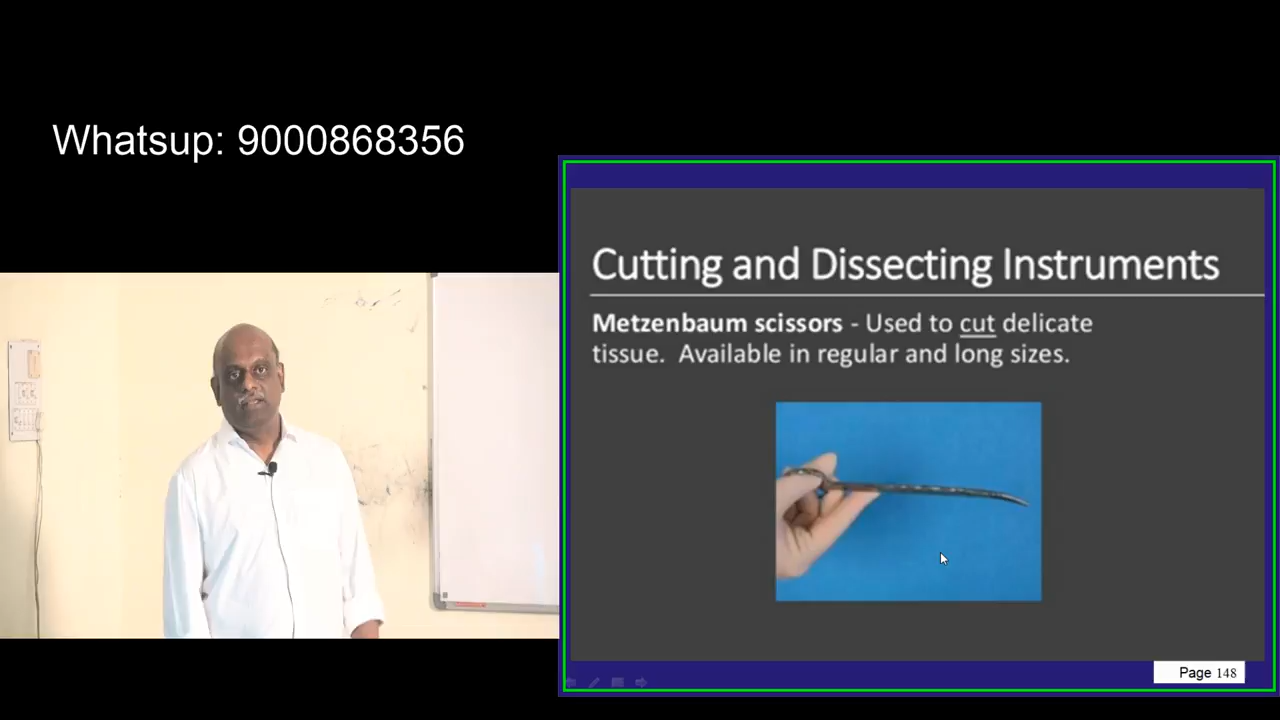 Whatsup: 9000868356
Cutting and Dissecting Instruments
Metzenbaum scissors - Used to cut delicate
tissue.  Available in regular and long sizes.
Page 148